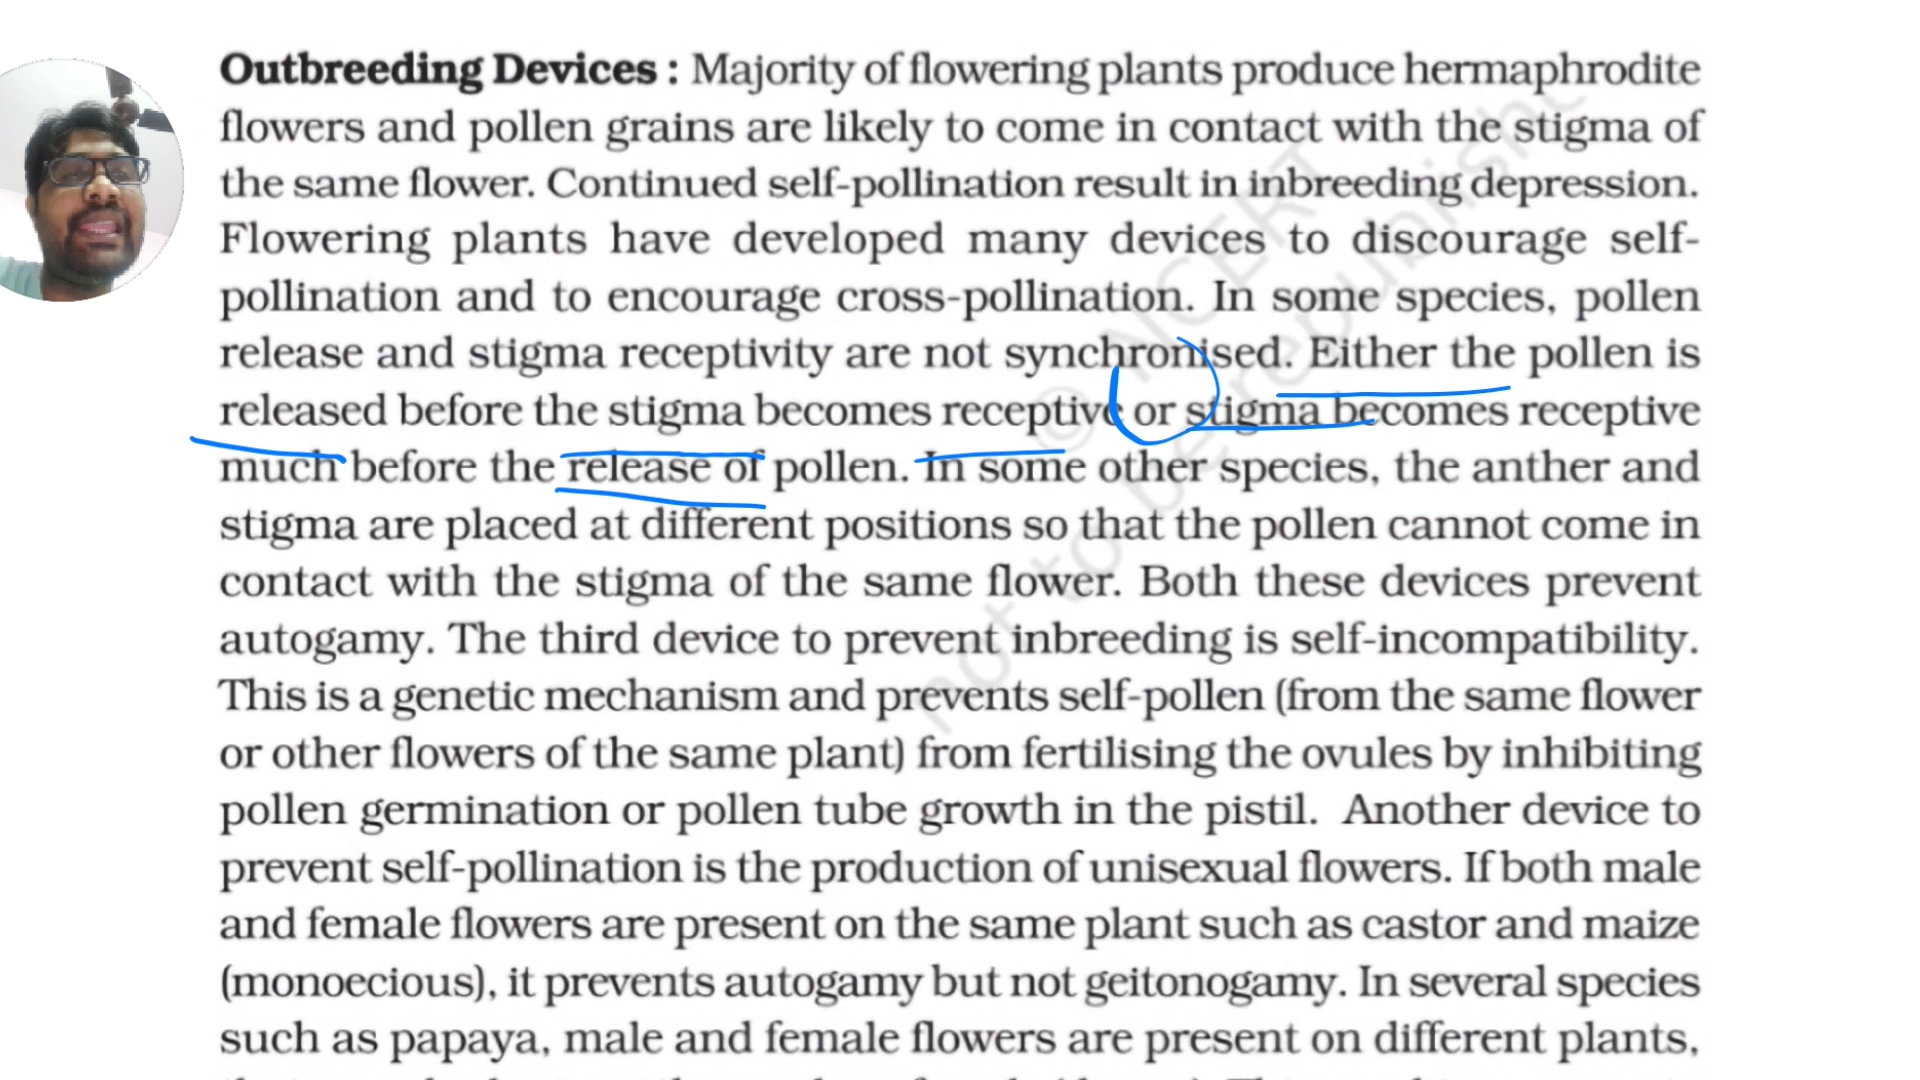 Outbreeding Devices : Majority of flowering plants produce hermaphrodite
flowers and pollen grains are likely to come in contact with the stigma of
the same flower. Continued self-pollination result in inbreeding depression.
Flowering plants have developed many devices to discourage self-
pollination and to encourage cross-pollination. In some species, pollen
release and stigma receptivity are not synchronised. Either the pollen is
released before the stigma becomes receptive or stigma becomes receptive
much before the release of pollen. In some other species, the anther and
stigma are placed at different positions so that the pollen cannot come in
contact with the stigma of the same flower. Both these devices prevent
autogamy. The third device to prevent inbreeding is self-incompatibility.
This is a genetic mechanism and prevents self-pollen (from the same flower
or other flowers of the same plant) from fertilising the ovules by inhibiting
pollen germination or pollen tube growth in the pistil. Another device to
prevent self-pollination is the production of unisexual flowers. If both male
and female flowers are present on the same plant such as castor and maize
(monoecious), it prevents autogamy but not geitonogamy. In several species
such as papaya, male and female flowers are present on different plants,
© NCERT
not to be republished